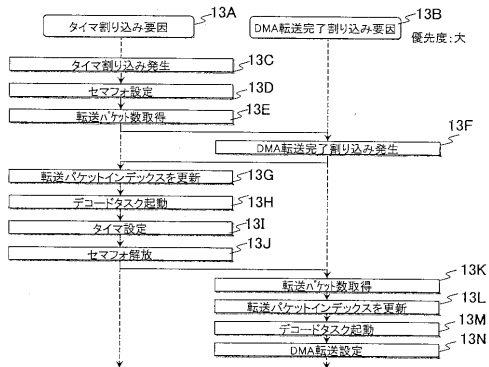 タイマ割り込み要因 13A
DMA転送完了割り込み要因 13B
優先度：大
タイマ割り込み発生 13C
セマフォ設定 13D
転送パケット数取得 13E
DMA転送完了割り込み発生 13F
転送パケットインデックスを更新 13G
デコードタスク起動 13H
タイマ設定 13I
セマフォ解放 13J
転送パケット数取得 13K
転送パケットインデックスを更新 13L
デコードタスク起動 13M
DMA転送設定 13N